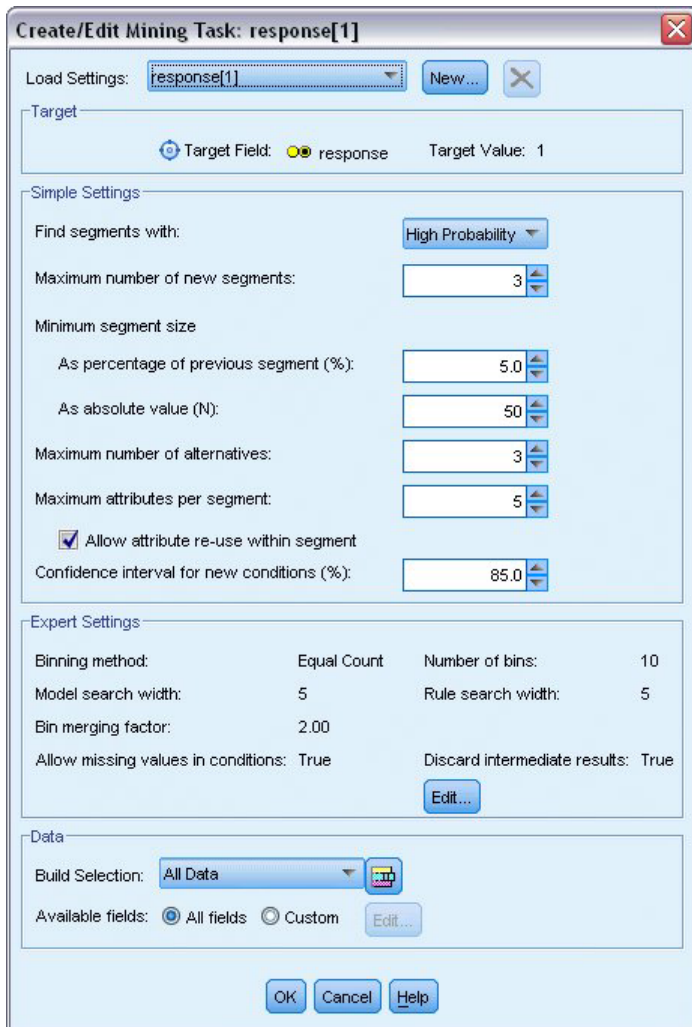 Create/Edit Mining Task: response[1]
Load Settings: response[1] New...
Target
Target Field: response Target Value: 1
Simple Settings
Find segments with: High Probability
Maximum number of new segments: 3
Minimum segment size
As percentage of previous segment (%): 5.0
As absolute value (N): 50
Maximum number of alternatives: 3
Maximum attributes per segment: 5
Allow attribute re-use within segment
Confidence interval for new conditions (%): 85.0
Expert Settings
Binning method: Equal Count Number of bins: 10
Model search width: 5 Rule search width: 5
Bin merging factor: 2.00
Allow missing values in conditions: True Discard intermediate results: True
Edit...
Data
Build Selection: All Data
Available fields: All fields Custom Edit...
OK Cancel Help